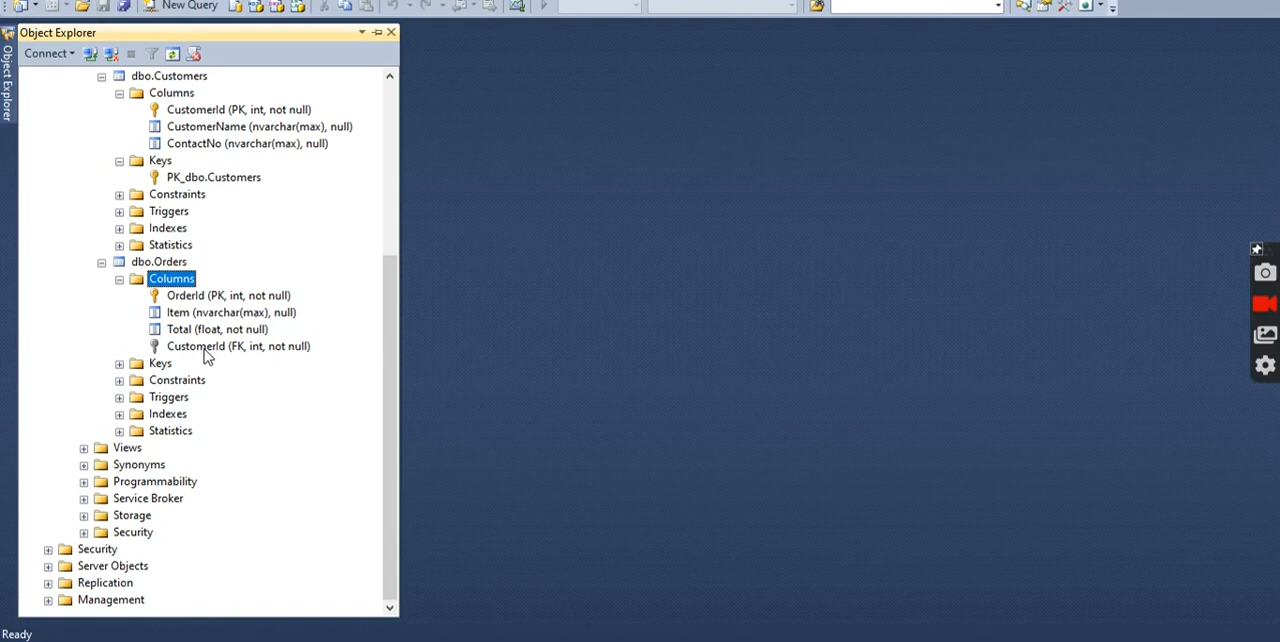 New Query
Object Explorer
Object Explorer
Connect
dbo.Customers
Columns
CustomerId (PK, int, not null)
CustomerName (nvarchar(max), null)
ContactNo (nvarchar(max), null)
Keys
PK_dbo.Customers
Constraints
Triggers
Indexes
Statistics
dbo.Orders
Columns
OrderId (PK, int, not null)
Item (nvarchar(max), null)
Total (float, not null)
CustomerId (FK, int, not null)
Keys
Constraints
Triggers
Indexes
Statistics
Views
Synonyms
Programmability
Service Broker
Storage
Security
Security
Server Objects
Replication
Management
Ready